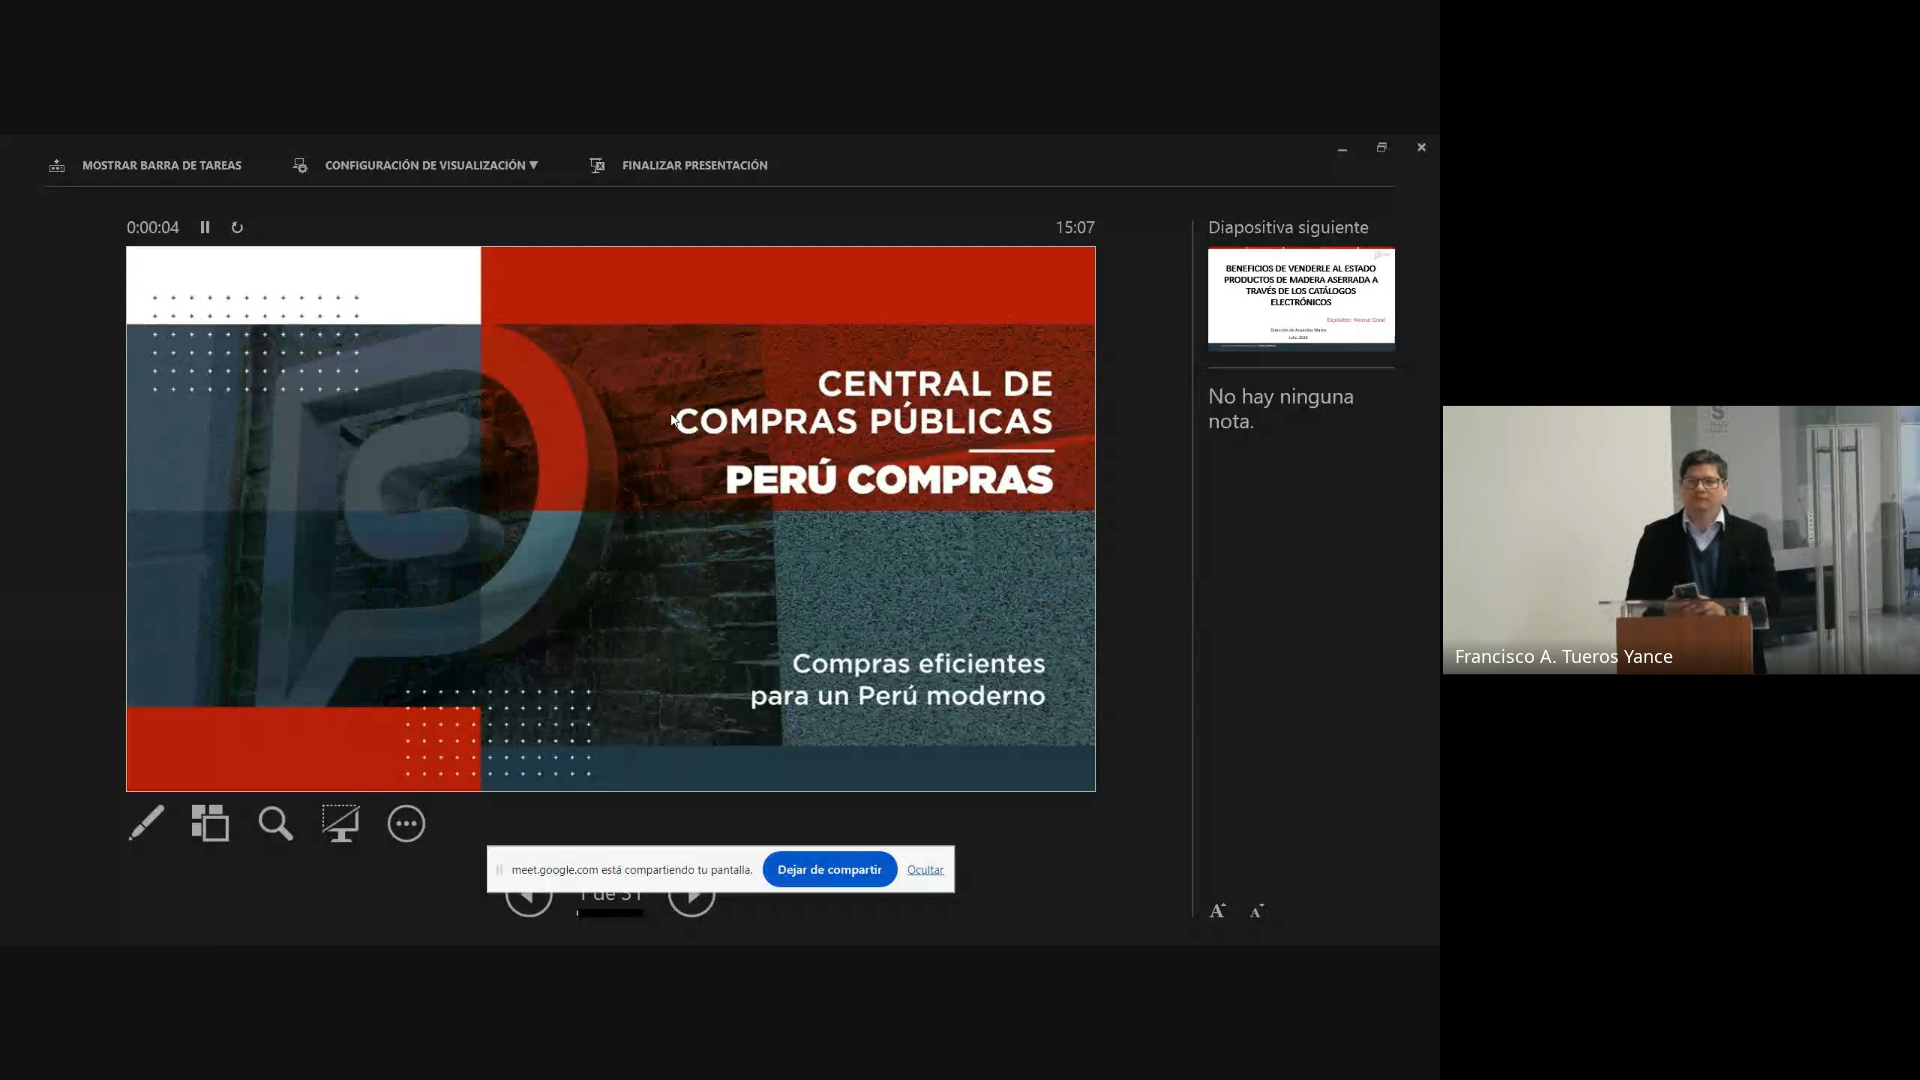 MOSTRAR BARRA DE TAREAS
CONFIGURACIÓN DE VISUALIZACIÓN ▼
FINALIZAR PRESENTACIÓN
0:00:04
15:07
CENTRAL DE
COMPRAS PÚBLICAS
PERÚ COMPRAS
Compras eficientes
para un Perú moderno
meet.google.com está compartiendo tu pantalla.
Dejar de compartir
Ocultar
1 de 31
Diapositiva siguiente
BENEFICIOS DE VENDERLE AL ESTADO
PRODUCTOS DE MADERA ASERRADA A
TRAVÉS DE LOS CATÁLOGOS
ELECTRÓNICOS
No hay ninguna
nota.
Francisco A. Tueros Yance